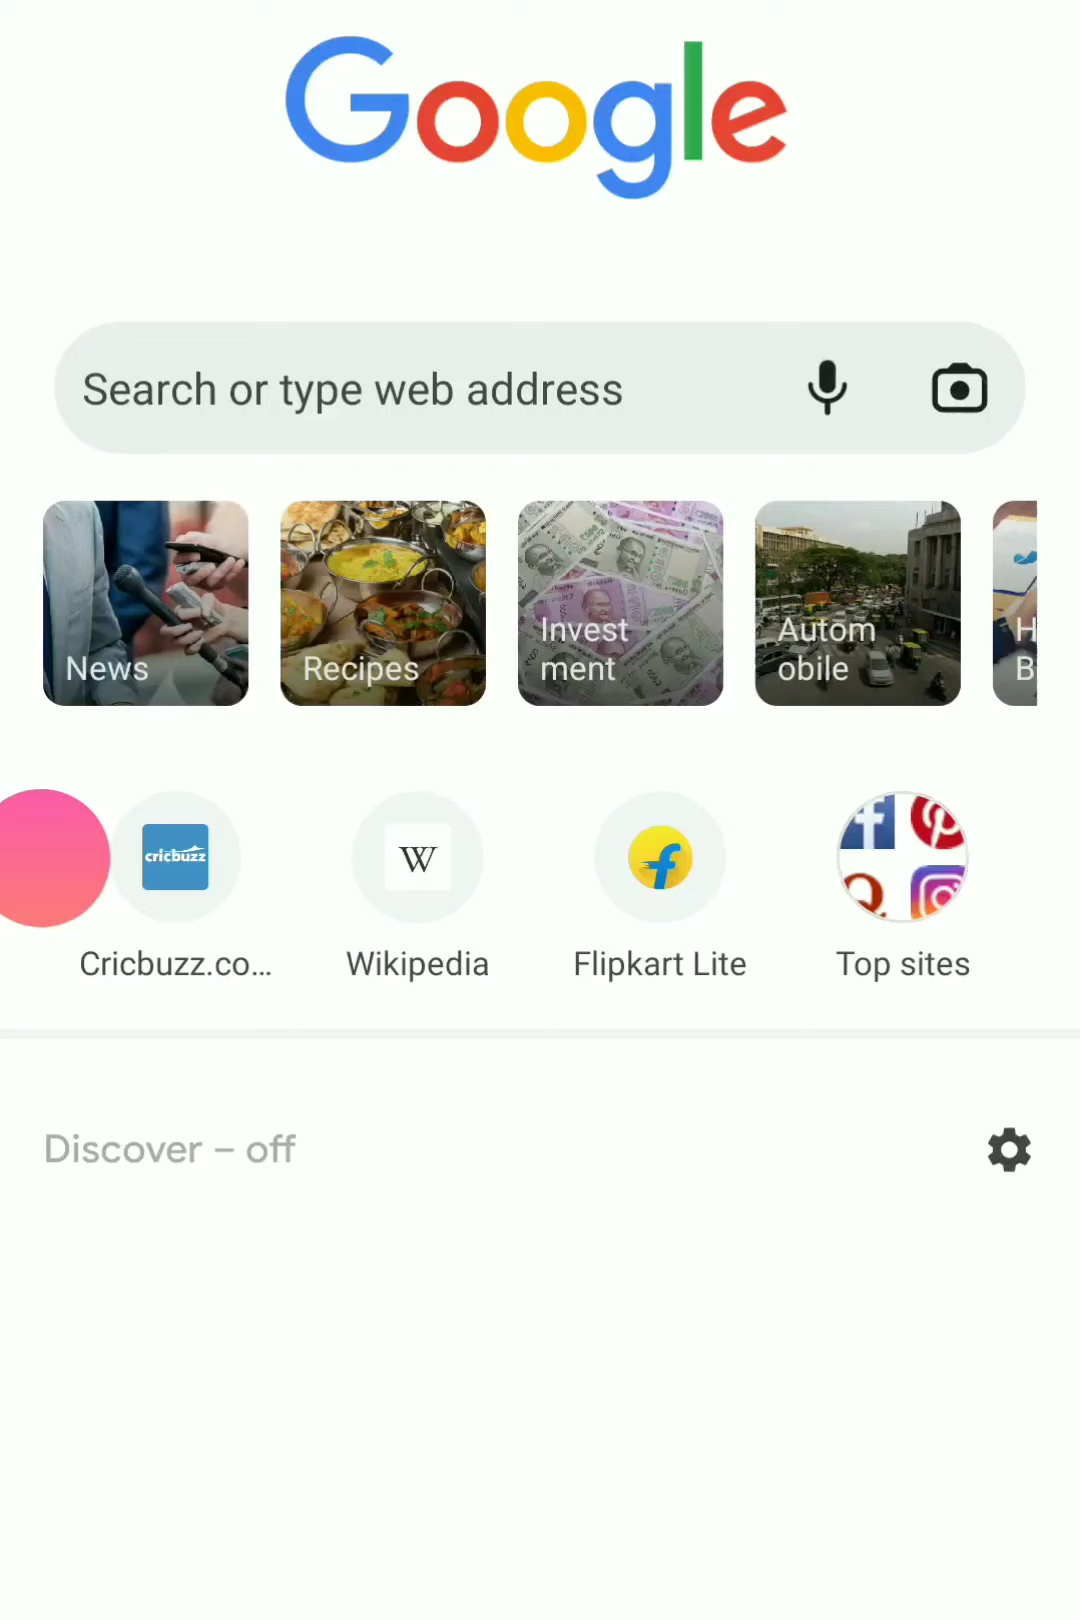 Google
Search or type web address
News
Recipes
Invest
ment
Autom
obile
cricbuzz
W
f
f
Cricbuzz.co...
Wikipedia
Flipkart Lite
Top sites
Discover – off